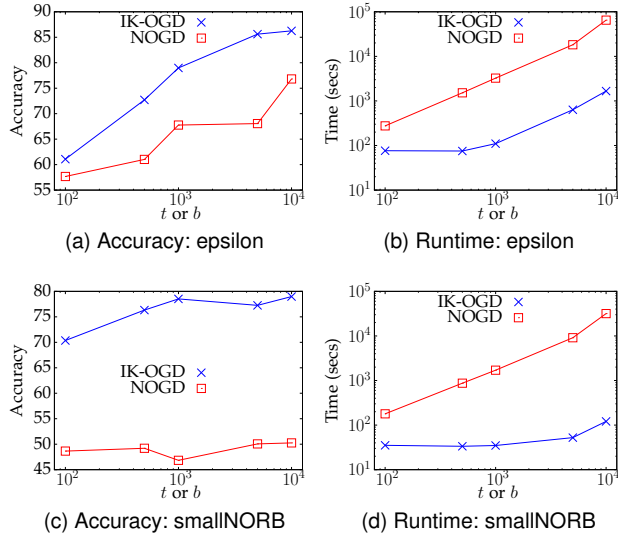 90
85
80
75
70
65
60
55
Accuracy
IK-OGD
NOGD
10^2
10^3
10^4
t or b
(a) Accuracy: epsilon
10^5
10^4
10^3
10^2
10^1
Time (secs)
IK-OGD
NOGD
10^2
10^3
10^4
t or b
(b) Runtime: epsilon
80
75
70
65
60
55
50
45
Accuracy
IK-OGD
NOGD
10^2
10^3
10^4
t or b
(c) Accuracy: smallNORB
10^5
10^4
10^3
10^2
10^1
Time (secs)
IK-OGD
NOGD
10^2
10^3
10^4
t or b
(d) Runtime: smallNORB